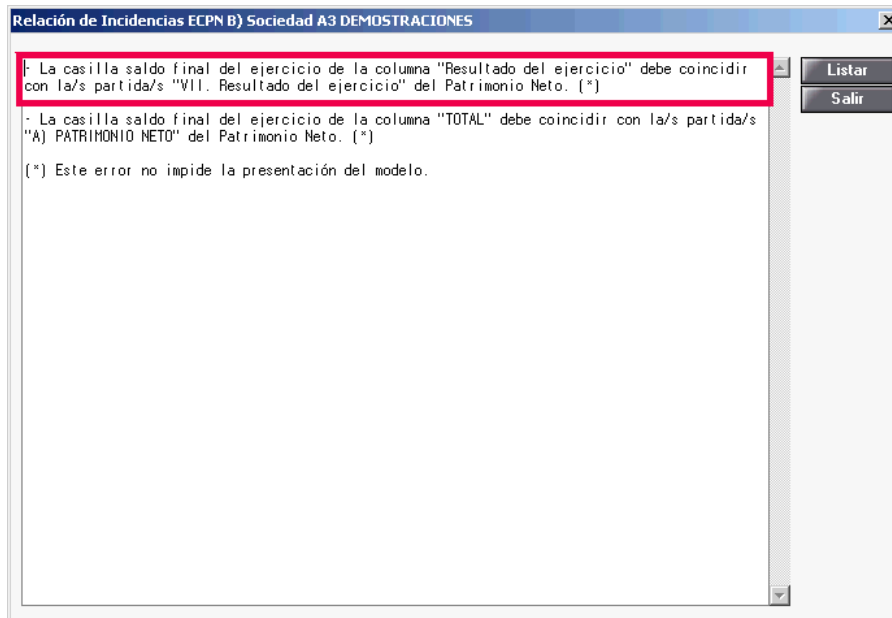 Relación de Incidencias ECPN B) Sociedad A3 DEMOSTRACIONES
- La casilla saldo final del ejercicio de la columna "Resultado del ejercicio" debe coincidir
con la/s partida/s "VII. Resultado del ejercicio" del Patrimonio Neto. (*)
Listar
Salir
- La casilla saldo final del ejercicio de la columna "TOTAL" debe coincidir con la/s partida/s
"A) PATRIMONIO NETO" del Patrimonio Neto. (*)
(*) Este error no impide la presentación del modelo.